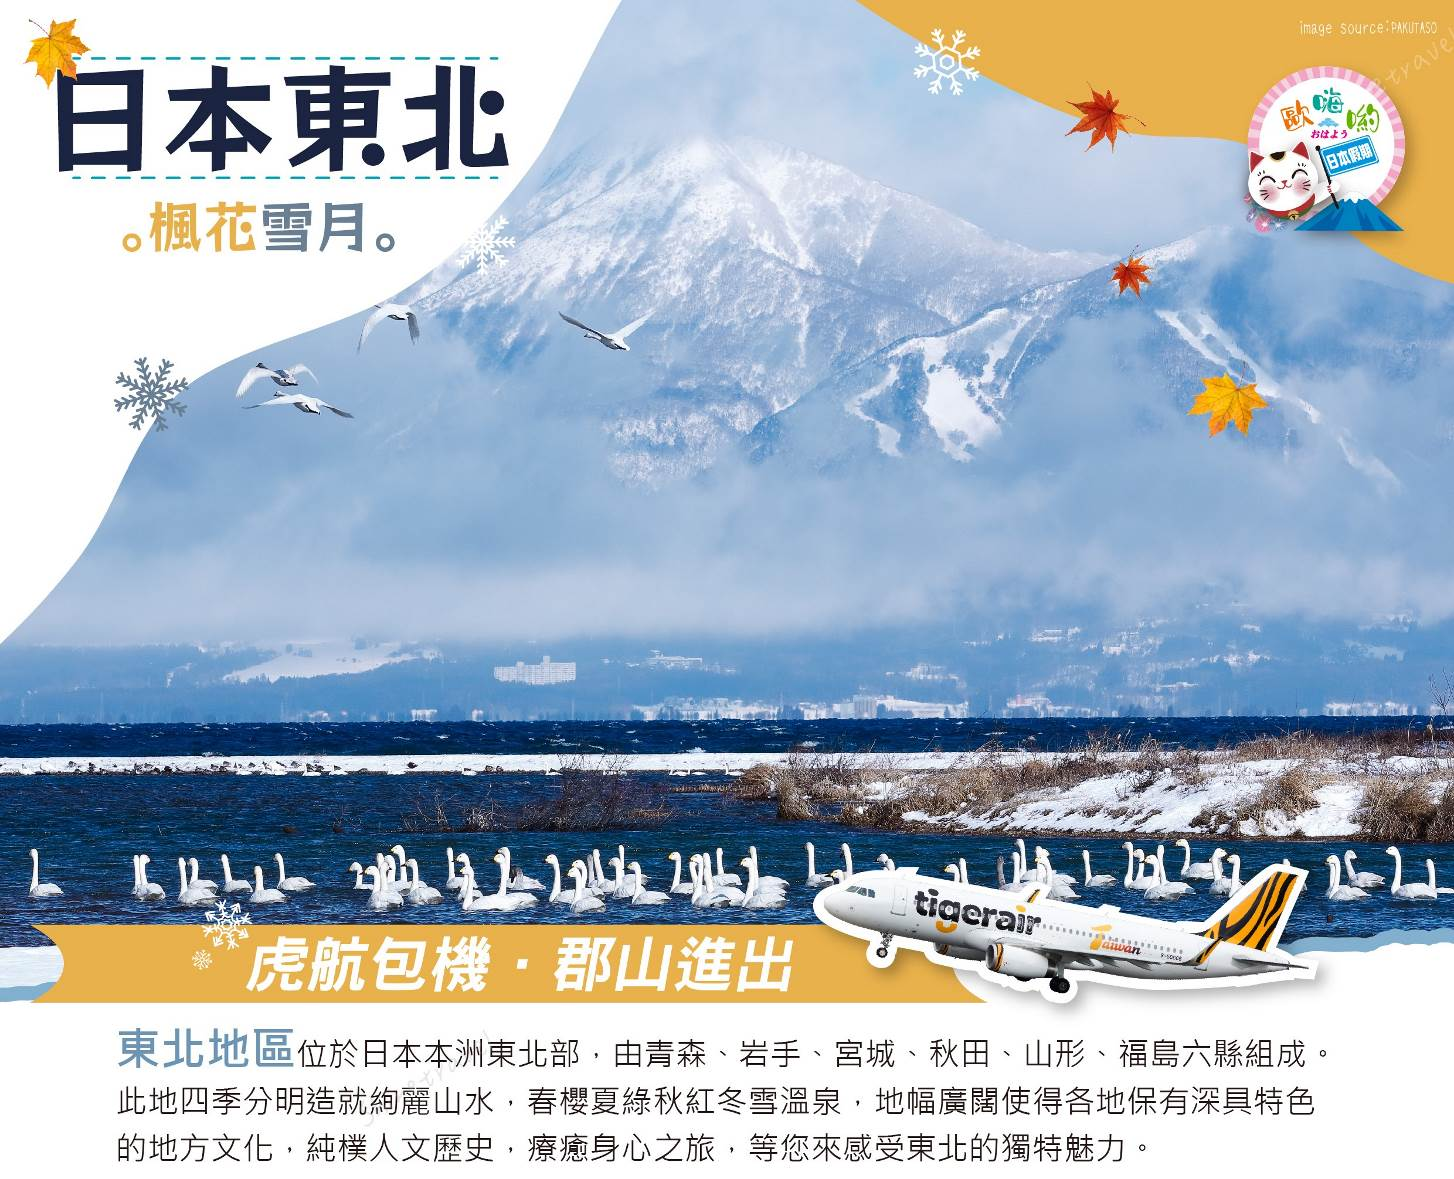 image source:PAKUTASO
日本東北
。楓花雪月。
歐嗨喲
おはよう
日本假期
tigerair
Taiwan
虎航包機·郡山進出
東北地區位於日本本洲東北部，由青森、岩手、宮城、秋田、山形、福島六縣組成。
此地四季分明造就絢麗山水，春櫻夏綠秋紅冬雪溫泉，地幅廣闊使得各地保有深具特色
的地方文化，純樸人文歷史，療癒身心之旅，等您來感受東北的獨特魅力。